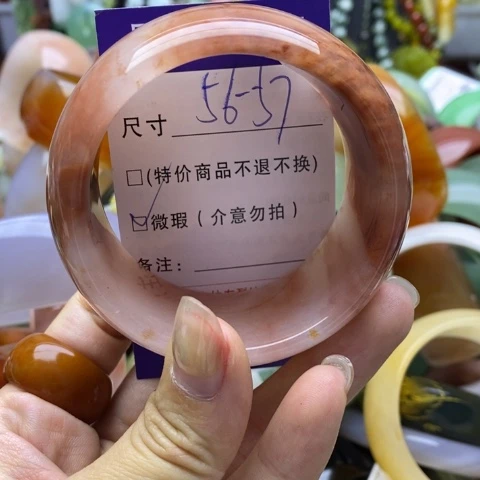 尺寸 56-57
□(特价商品不退不换)
☑微瑕(介意勿拍)
备注: